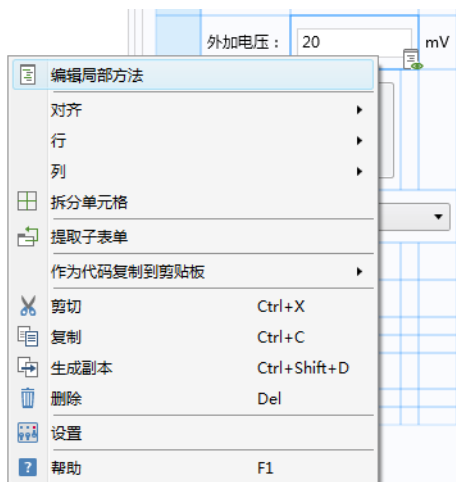 外加电压： 20 mV
编辑局部方法
对齐
行
列
拆分单元格
提取子表单
作为代码复制到剪贴板
剪切 Ctrl+X
复制 Ctrl+C
生成副本 Ctrl+Shift+D
删除 Del
设置
帮助 F1